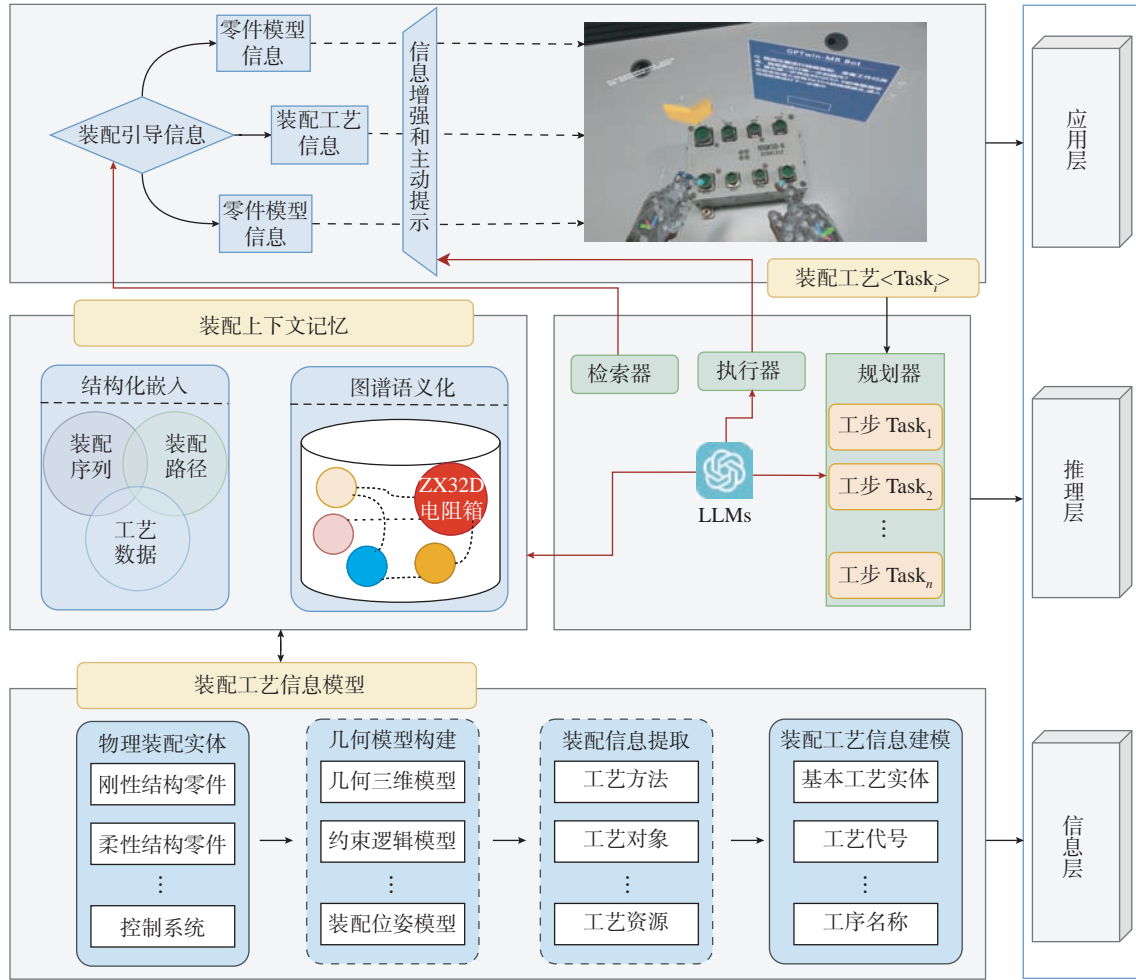 零件模型
信息
装配引导信息
装配工艺
信息
零件模型
信息
信息增强和主动提示
GPTwin-MR Bot
应用层
装配工艺<Taskᵢ>
装配上下文记忆
结构化嵌入
装配
序列
装配
路径
工艺
数据
图谱语义化
ZX32D
电阻箱
检索器
执行器
规划器
LLMs
工步 Task₁
工步 Task₂
⋮
工步 Taskₙ
推理层
装配工艺信息模型
物理装配实体
刚性结构零件
柔性结构零件
⋮
控制系统
几何模型构建
几何三维模型
约束逻辑模型
⋮
装配位姿模型
装配信息提取
工艺方法
工艺对象
⋮
工艺资源
装配工艺信息建模
基本工艺实体
工艺代号
⋮
工序名称
信息层